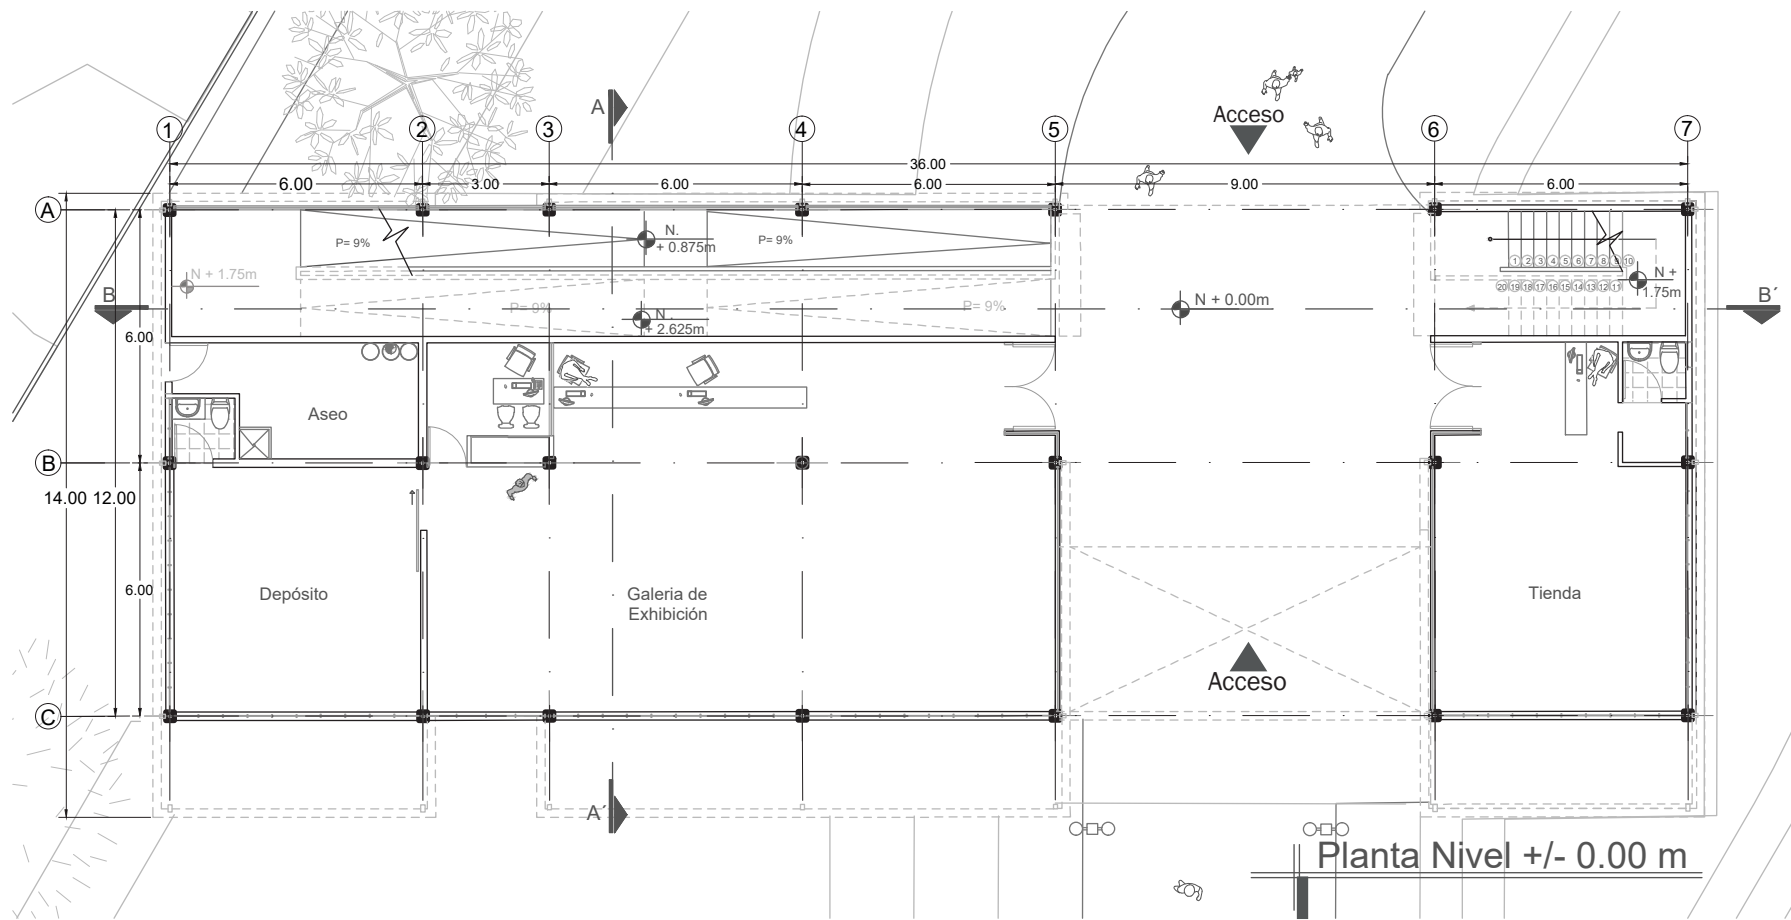 Acceso
A
1
2
3
4
5
6
7
36.00
6.00
3.00
6.00
6.00
9.00
6.00
A
N.
+ 0.875m
P= 9%
P= 9%
N + 1.75m
1 2 3 4 5 6 7 8 9 10
20 19 18 17 16 15 14 13 12 11
N +
1.75m
B
B´
P= 9%
P= 9%
N + 0.00m
N .
+ 2.625m
6.00
Aseo
B
14.00
12.00
6.00
Depósito
Galeria de
Exhibición
Tienda
Acceso
C
A´
Planta Nivel +/- 0.00 m